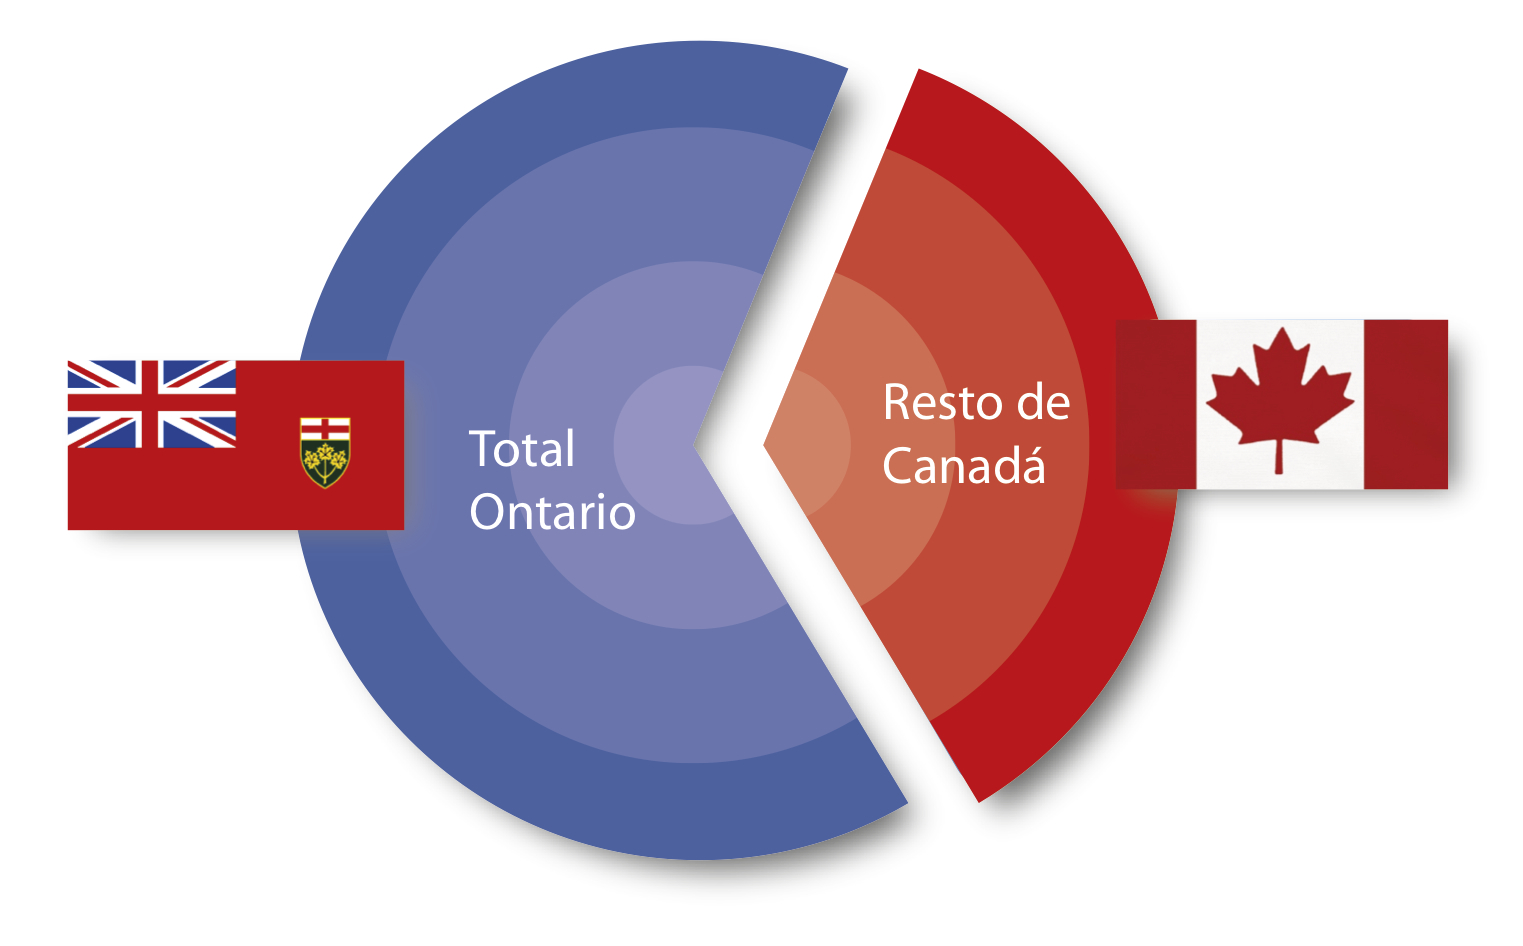 Total
Ontario
Resto de
Canadá